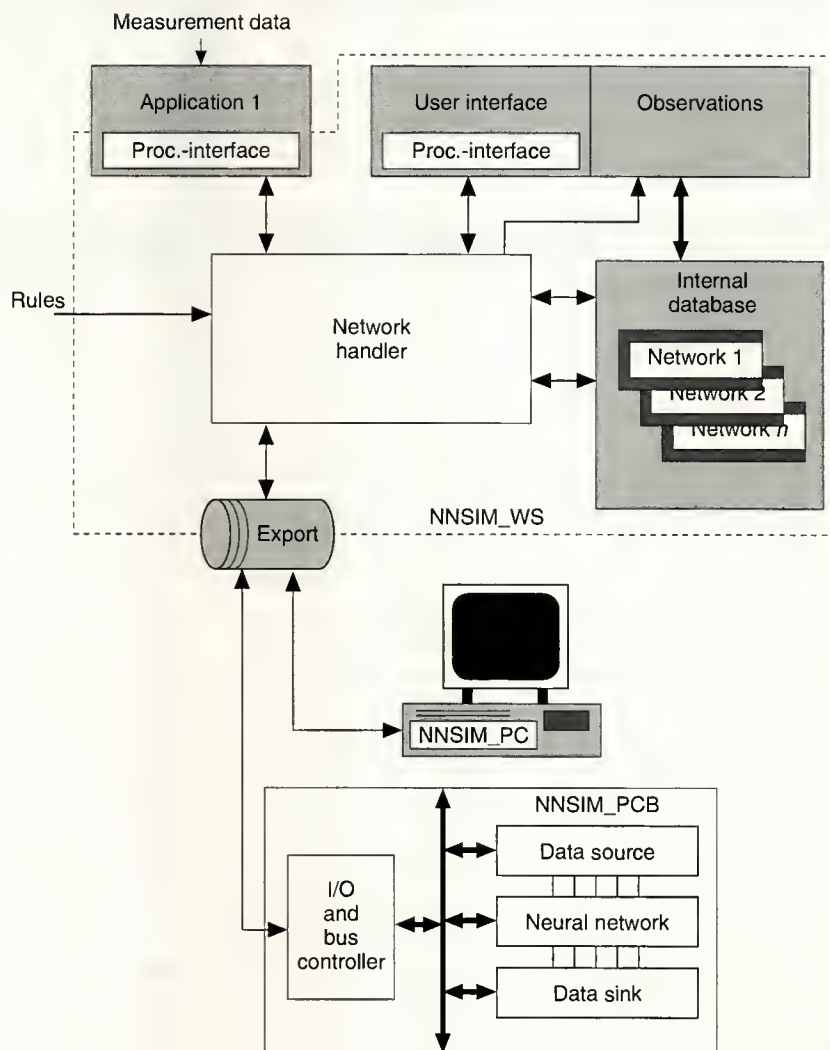 Measurement data
Application 1
Proc.-interface
User interface
Proc.-interface
Observations
Rules
Network
handler
Internal
database
Network 1
Network 2
Network n
Export
NNSIM_WS
NNSIM_PC
NNSIM_PCB
I/O
and
bus
controller
Data source
Neural network
Data sink